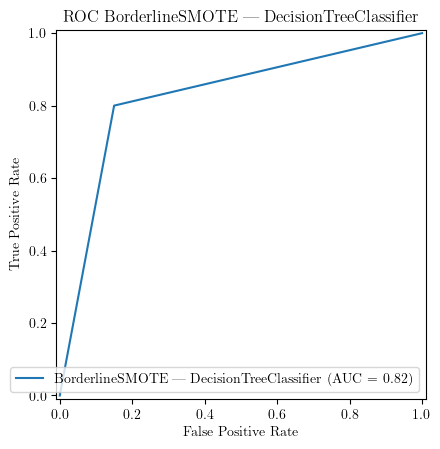 ROC BorderlineSMOTE — DecisionTreeClassifier
1.0
0.8
0.6
0.4
0.2
0.0
True Positive Rate
BorderlineSMOTE — DecisionTreeClassifier (AUC = 0.82)
0.0 0.2 0.4 0.6 0.8 1.0
False Positive Rate